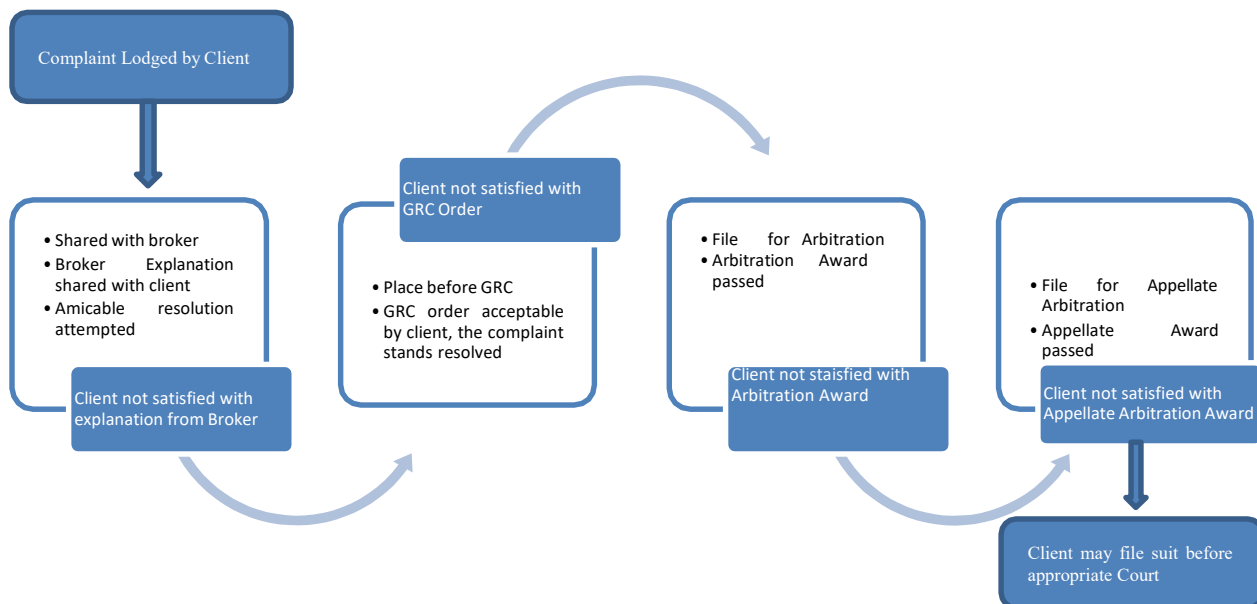 Complaint Lodged by Client
• Shared with broker
• Broker Explanation
shared with client
• Amicable resolution
attempted
Client not satisfied with
explanation from Broker
Client not satisfied with
GRC Order
• Place before GRC
• GRC order acceptable
by client, the complaint
stands resolved
• File for Arbitration
• Arbitration Award
passed
Client not staisfied with
Arbitration Award
• File for Appellate
Arbitration
• Appellate Award
passed
Client not satisfied with
Appellate Arbitration Award
Client may file suit before
appropriate Court